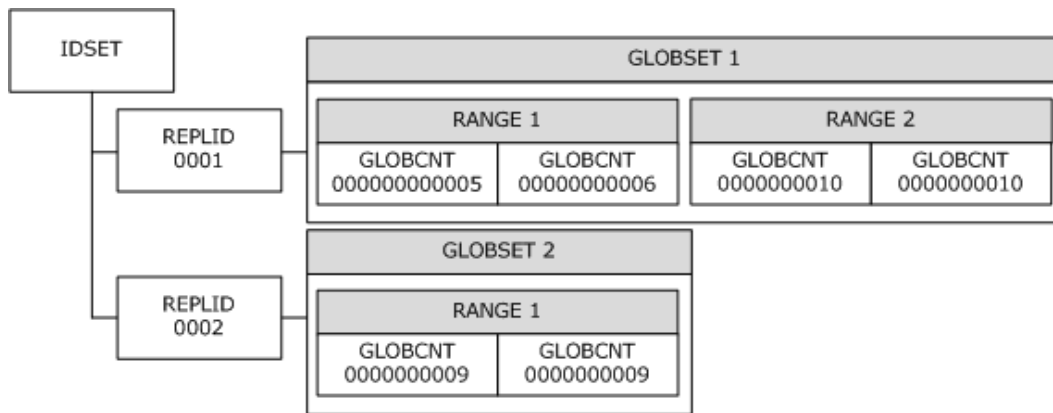 IDSET
GLOBSET 1
REPLID
0001
RANGE 1
RANGE 2
GLOBCNT
000000000005
GLOBCNT
00000000006
GLOBCNT
0000000010
GLOBCNT
0000000010
GLOBSET 2
REPLID
0002
RANGE 1
GLOBCNT
0000000009
GLOBCNT
0000000009